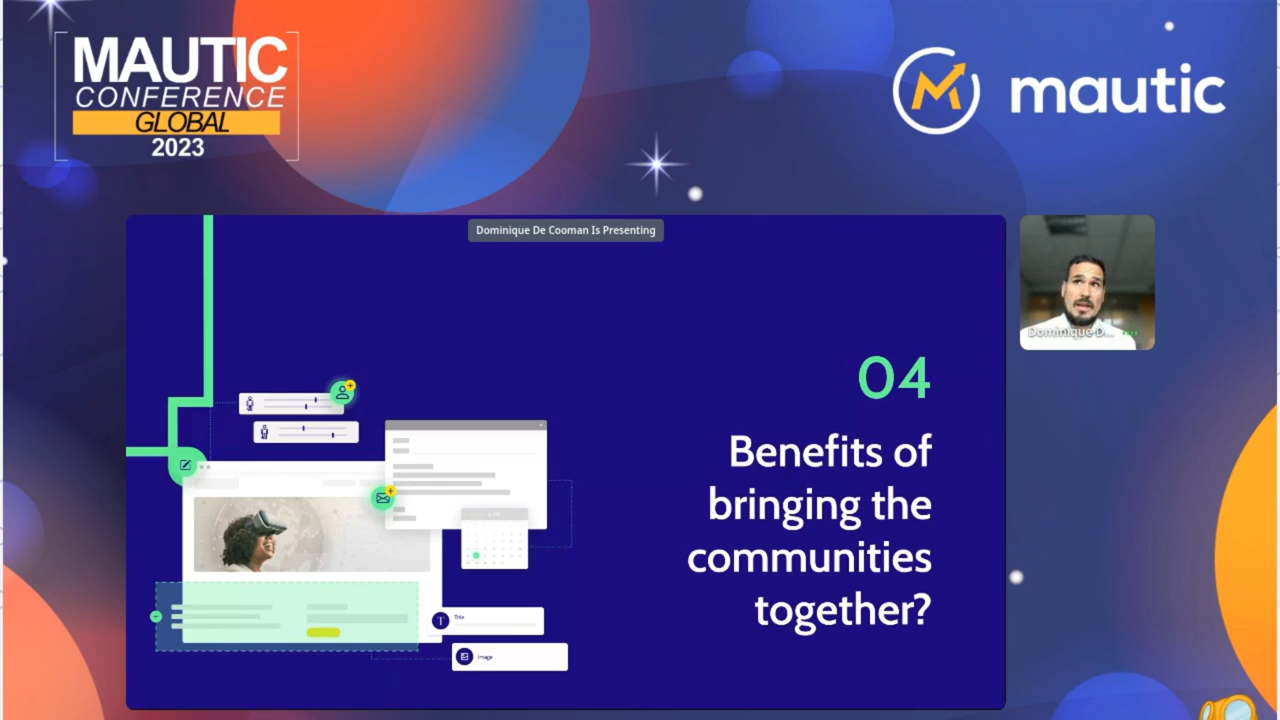 MAUTIC
CONFERENCE
GLOBAL
2023
mautic
Dominique De Cooman Is Presenting
Dominique D...
04
Benefits of
bringing the
communities
together?
T
Title
Image